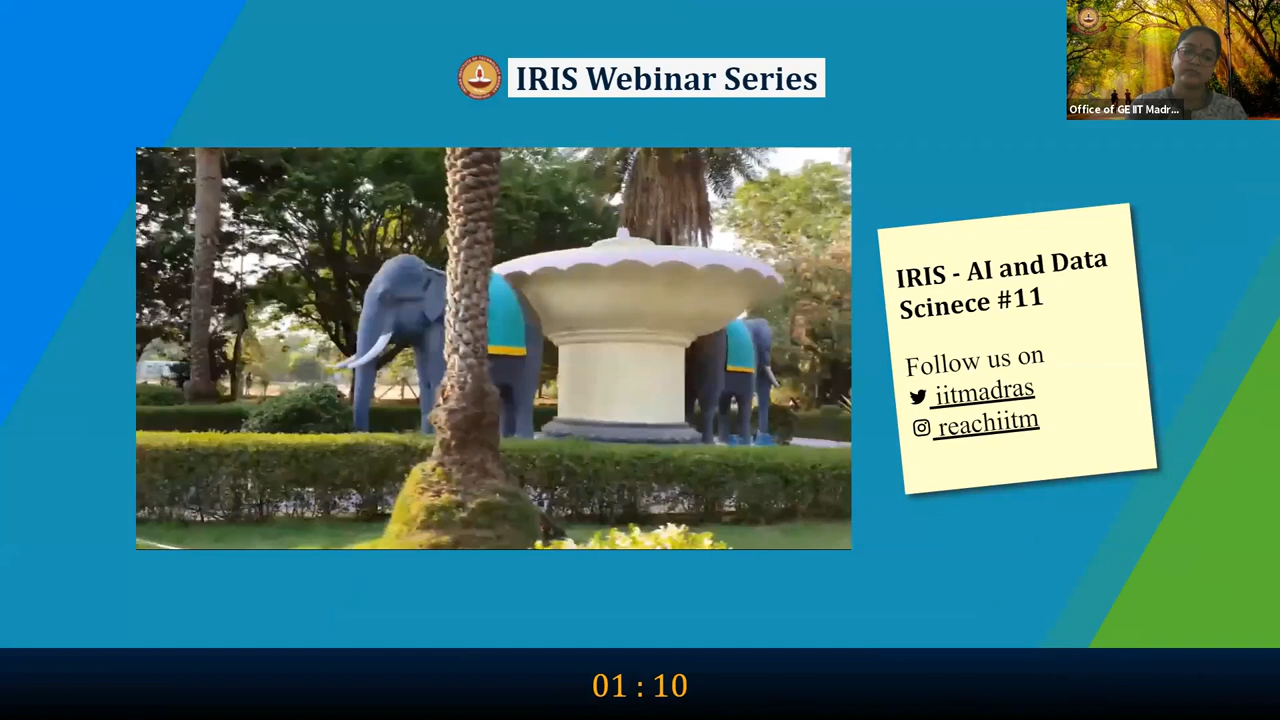 IRIS Webinar Series
Office of GE IIT Madr...
IRIS - AI and Data
Scinece #11
Follow us on
iitmadras
reachiitm
01 : 10